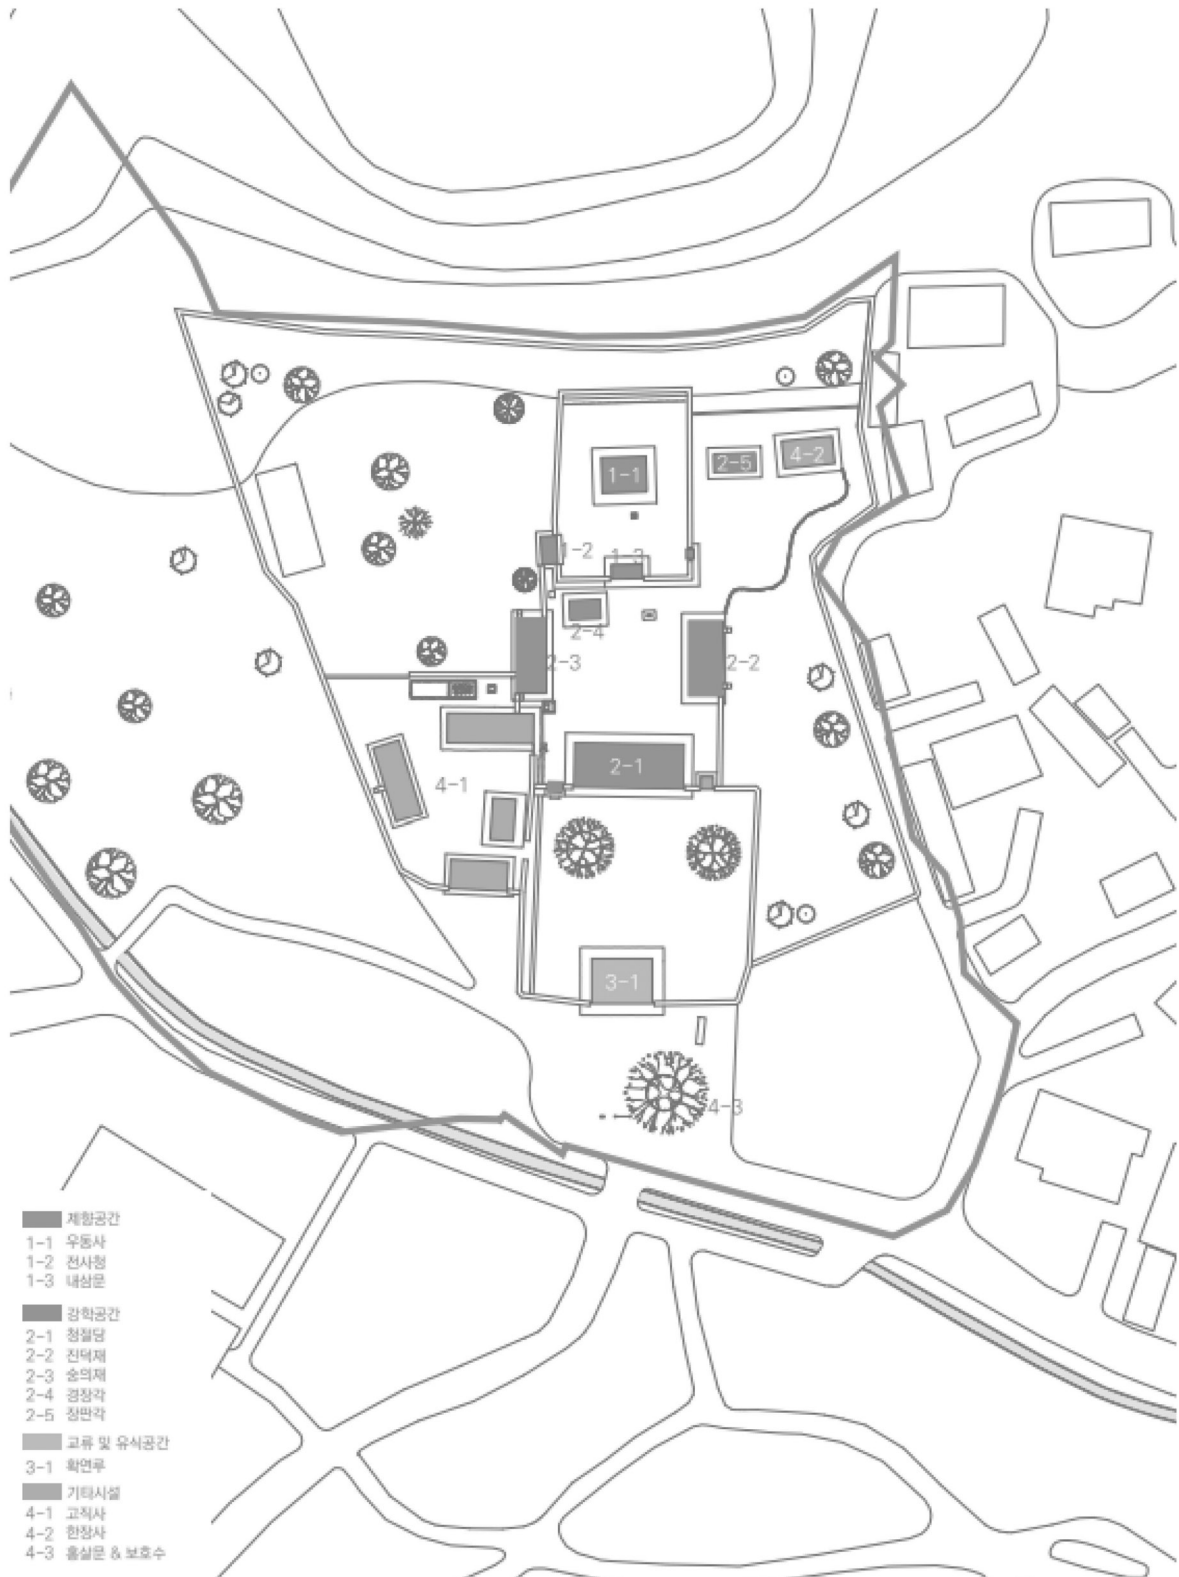 1-1
2-5
4-2
1-2
1-3
2-4
2-3
2-2
2-1
4-1
3-1
4-3
제향공간
1-1 우동사
1-2 전사청
1-3 내삼문
강학공간
2-1 청절당
2-2 진덕재
2-3 숭의재
2-4 경장각
2-5 장판각
교류 및 유식공간
3-1 확연루
기타시설
4-1 고직사
4-2 한장사
4-3 홍살문 & 보호수